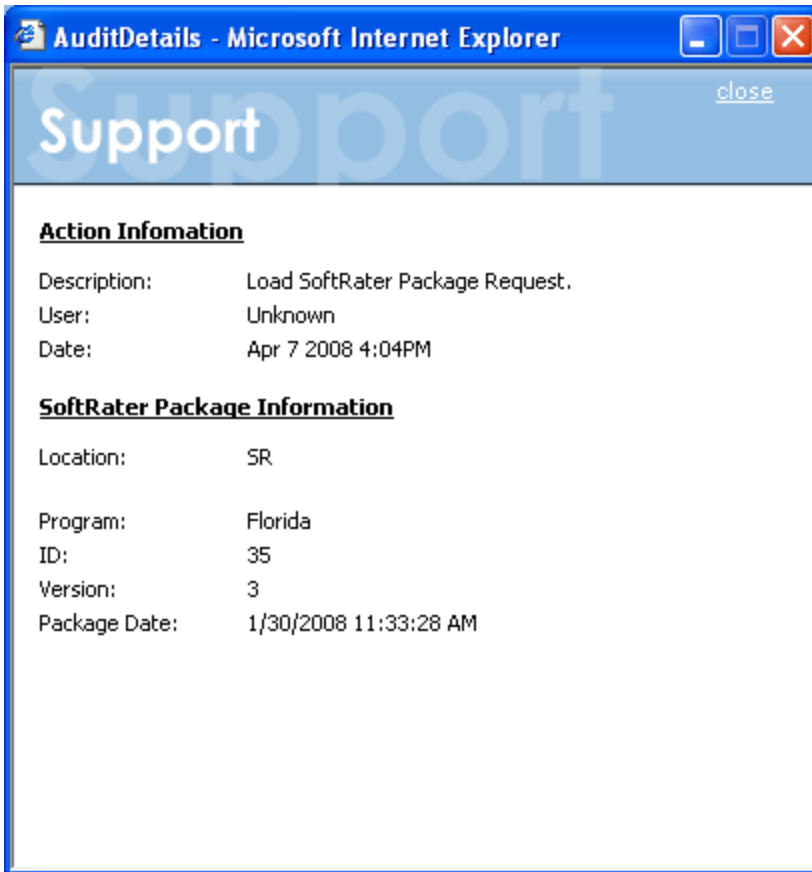 AuditDetails - Microsoft Internet Explorer
close
Support
Support
Action Infomation
Description: Load SoftRater Package Request.
User: Unknown
Date: Apr 7 2008 4:04PM
SoftRater Package Information
Location: SR
Program: Florida
ID: 35
Version: 3
Package Date: 1/30/2008 11:33:28 AM